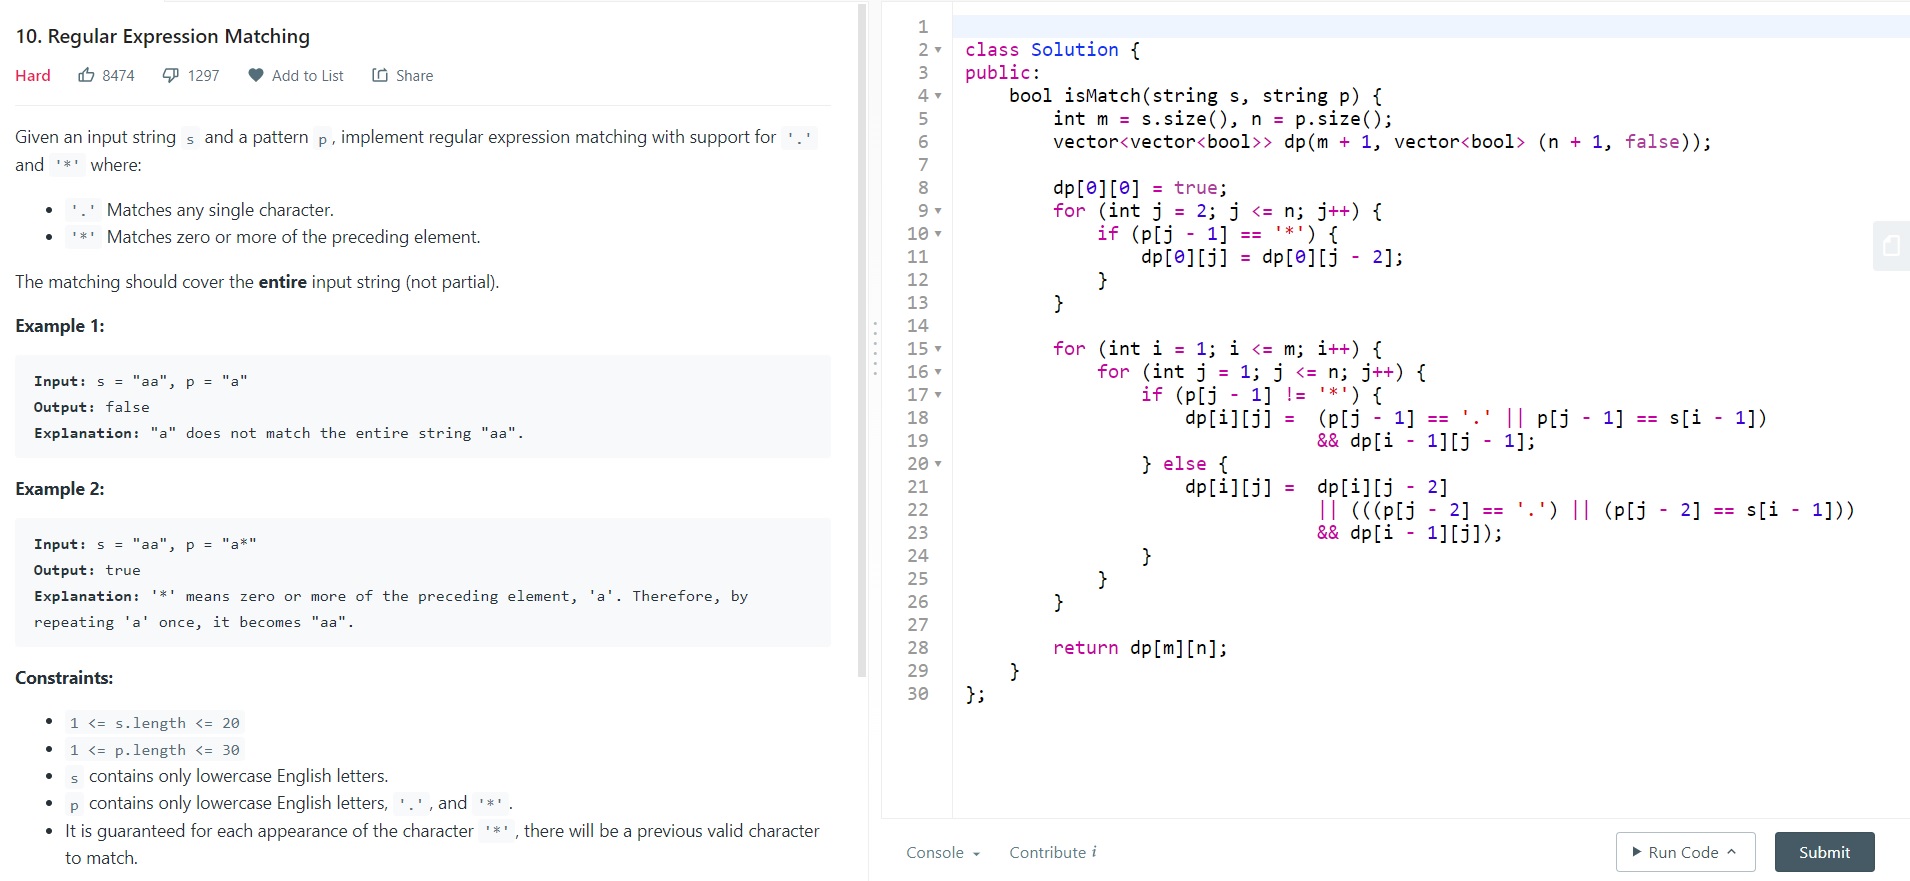 10. Regular Expression Matching
Hard 8474 1297 Add to List Share
Given an input string s and a pattern p, implement regular expression matching with support for '.'
and '*' where:
• '.' Matches any single character.
• '*' Matches zero or more of the preceding element.
The matching should cover the entire input string (not partial).
Example 1:
Input: s = "aa", p = "a"
Output: false
Explanation: "a" does not match the entire string "aa".
Example 2:
Input: s = "aa", p = "a*"
Output: true
Explanation: '*' means zero or more of the preceding element, 'a'. Therefore, by
repeating 'a' once, it becomes "aa".
Constraints:
• 1 <= s.length <= 20
• 1 <= p.length <= 30
• s contains only lowercase English letters.
• p contains only lowercase English letters, '.', and '*'.
• It is guaranteed for each appearance of the character '*', there will be a previous valid character
to match.
1
2 class Solution {
3 public:
4     bool isMatch(string s, string p) {
5         int m = s.size(), n = p.size();
6         vector<vector<bool>> dp(m + 1, vector<bool> (n + 1, false));
7
8         dp[0][0] = true;
9         for (int j = 2; j <= n; j++) {
10             if (p[j - 1] == '*') {
11                 dp[0][j] = dp[0][j - 2];
12             }
13         }
14
15         for (int i = 1; i <= m; i++) {
16             for (int j = 1; j <= n; j++) {
17                 if (p[j - 1] != '*') {
18                     dp[i][j] =  (p[j - 1] == '.' || p[j - 1] == s[i - 1])
19                                 && dp[i - 1][j - 1];
20                 } else {
21                     dp[i][j] =  dp[i][j - 2]
22                                 || (((p[j - 2] == '.') || (p[j - 2] == s[i - 1]))
23                                 && dp[i - 1][j]);
24                 }
25             }
26         }
27
28         return dp[m][n];
29     }
30 };
Console Contribute i Run Code Submit